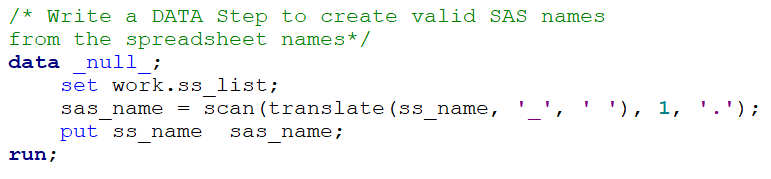 /* Write a DATA Step to create valid SAS names
from the spreadsheet names*/
data _null_;
    set work.ss_list;
    sas_name = scan(translate(ss_name, '_', ' '), 1, '.');
    put ss_name  sas_name;
run;